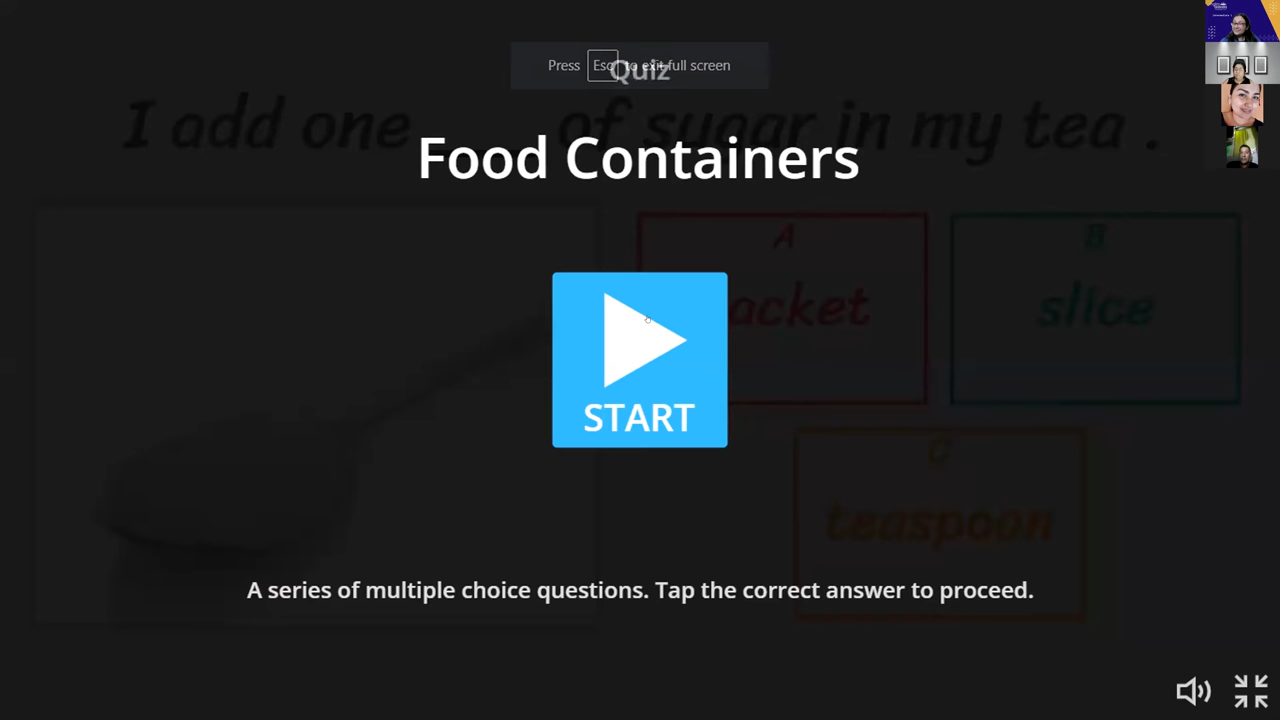 Press Esc to exit full screen
Quiz
I add one ___ of sugar in my tea .
Food Containers
A
B
acket
slice
START
C
teaspoon
A series of multiple choice questions. Tap the correct answer to proceed.